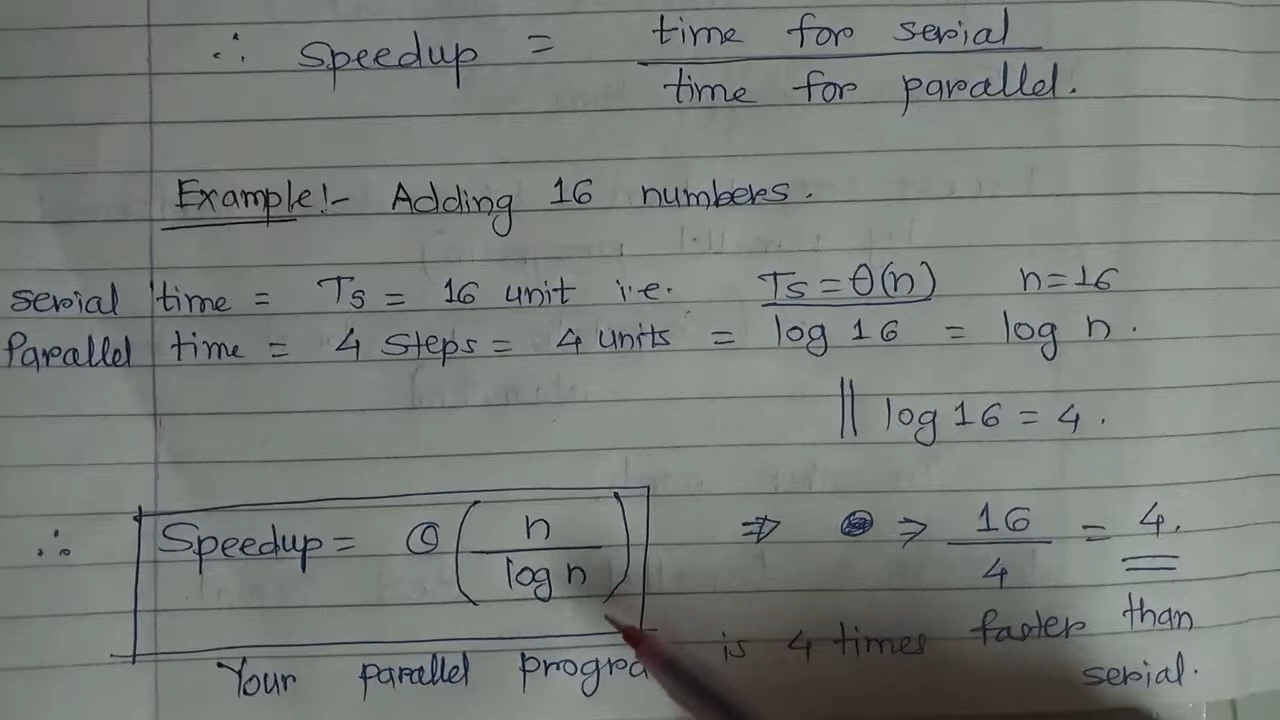 ∴ Speedup = time for serial
time for parallel.
Example:- Adding 16 numbers.
serial time = Ts = 16 unit i.e. Ts = θ(n) n=16
Parallel time = 4 steps = 4 units = log 16 = log n.
|| log 16 = 4.
∴ Speedup = Θ (n / log n) ⇒ ⇒ 16 / 4 = 4.
Your parallel progra is 4 times faster than
serial.